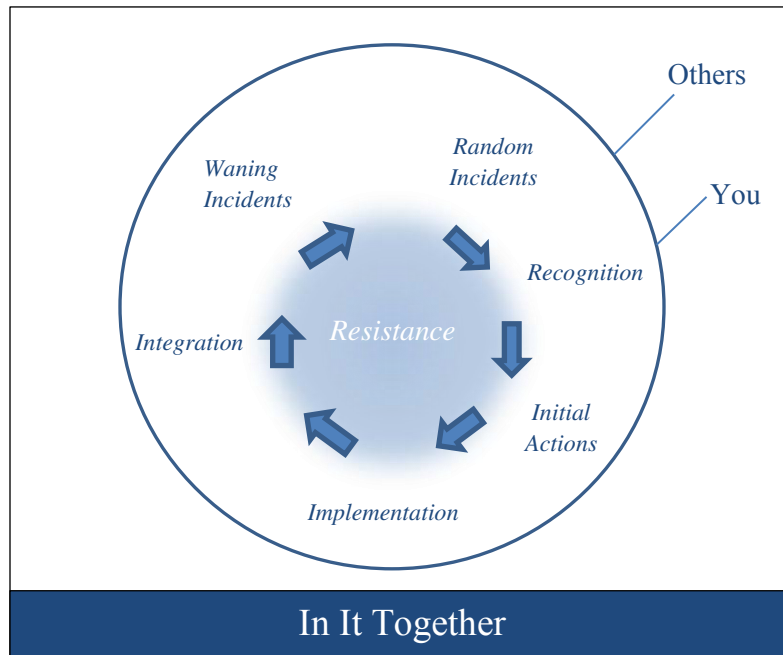 Others
You
Random
Incidents
Recognition
Initial
Actions
Implementation
Integration
Waning
Incidents
Resistance
In It Together